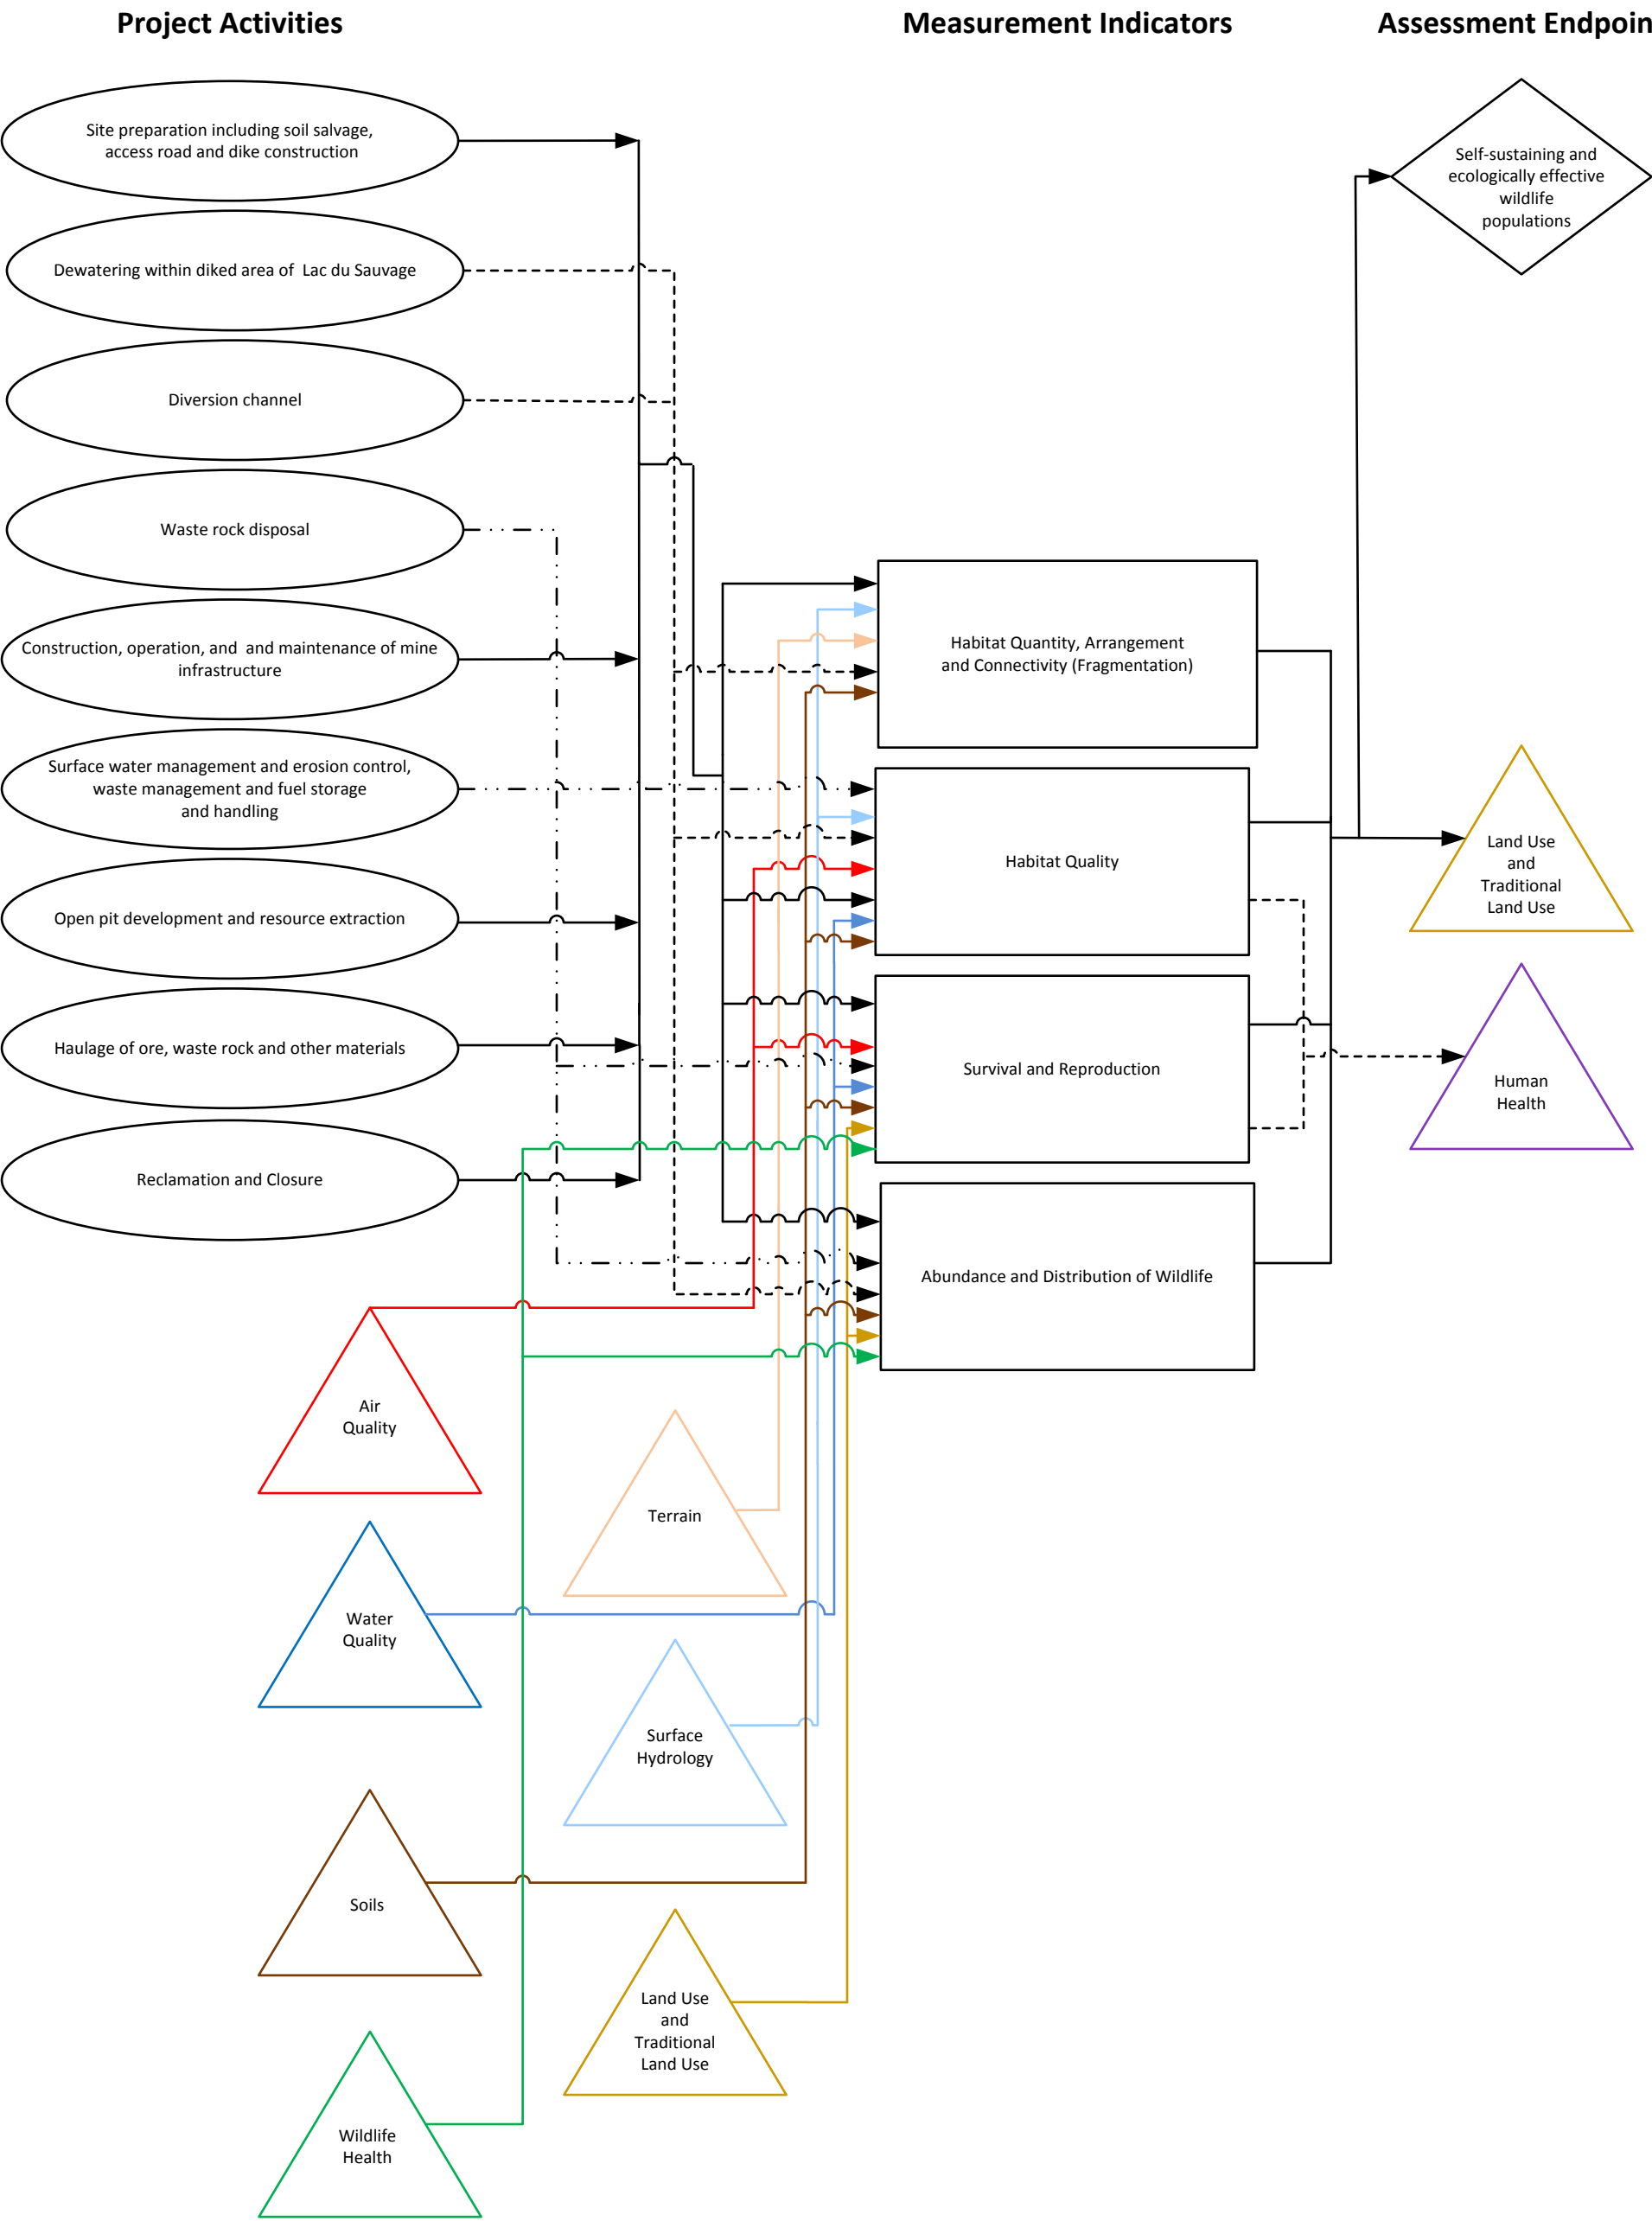 Project Activities
Measurement Indicators
Assessment Endpoin
Site preparation including soil salvage,
access road and dike construction
Self-sustaining and
ecologically effective
wildlife
populations
Dewatering within diked area of  Lac du Sauvage
Diversion channel
Waste rock disposal
Construction, operation, and  and maintenance of mine
infrastructure
Habitat Quantity, Arrangement
and Connectivity (Fragmentation)
Surface water management and erosion control,
waste management and fuel storage
and handling
Habitat Quality
Land Use
and
Traditional
Land Use
Open pit development and resource extraction
Haulage of ore, waste rock and other materials
Survival and Reproduction
Human
Health
Reclamation and Closure
Abundance and Distribution of Wildlife
Air
Quality
Terrain
Water
Quality
Surface
Hydrology
Soils
Land Use
and
Traditional
Land Use
Wildlife
Health